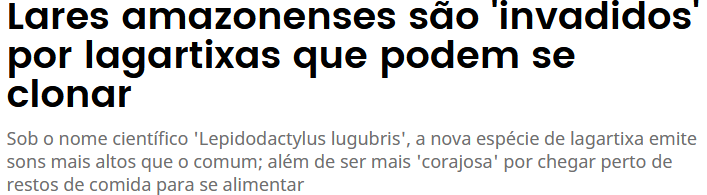 Lares amazonenses são 'invadidos'
por lagartixas que podem se
clonar
Sob o nome científico 'Lepidodactylus lugubris', a nova espécie de lagartixa emite
sons mais altos que o comum; além de ser mais 'corajosa' por chegar perto de
restos de comida para se alimentar